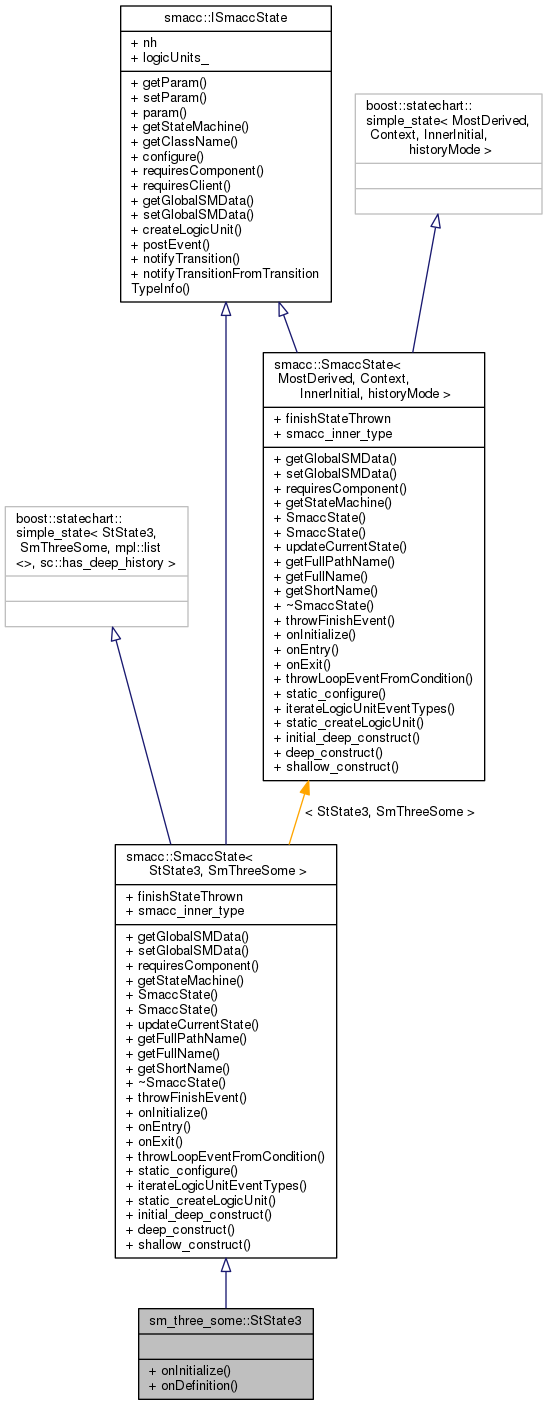 smacc::ISmaccState
+ nh
+ logicUnits_
+ getParam()
+ setParam()
+ param()
+ getStateMachine()
+ getClassName()
+ configure()
+ requiresComponent()
+ requiresClient()
+ getGlobalSMData()
+ setGlobalSMData()
+ createLogicUnit()
+ postEvent()
+ notifyTransition()
+ notifyTransitionFromTransition
TypeInfo()
boost::statechart::
simple_state< MostDerived,
Context, InnerInitial,
historyMode >
smacc::SmaccState<
MostDerived, Context,
InnerInitial, historyMode >
+ finishStateThrown
+ smacc_inner_type
+ getGlobalSMData()
+ setGlobalSMData()
+ requiresComponent()
+ getStateMachine()
+ SmaccState()
+ SmaccState()
+ updateCurrentState()
+ getFullPathName()
+ getFullName()
+ getShortName()
+ ~SmaccState()
+ throwFinishEvent()
+ onInitialize()
+ onEntry()
+ onExit()
+ throwLoopEventFromCondition()
+ static_configure()
+ iterateLogicUnitEventTypes()
+ static_createLogicUnit()
+ initial_deep_construct()
+ deep_construct()
+ shallow_construct()
boost::statechart::
simple_state< StState3,
SmThreeSome, mpl::list
<>, sc::has_deep_history >
< StState3, SmThreeSome >
smacc::SmaccState<
StState3, SmThreeSome >
+ finishStateThrown
+ smacc_inner_type
+ getGlobalSMData()
+ setGlobalSMData()
+ requiresComponent()
+ getStateMachine()
+ SmaccState()
+ SmaccState()
+ updateCurrentState()
+ getFullPathName()
+ getFullName()
+ getShortName()
+ ~SmaccState()
+ throwFinishEvent()
+ onInitialize()
+ onEntry()
+ onExit()
+ throwLoopEventFromCondition()
+ static_configure()
+ iterateLogicUnitEventTypes()
+ static_createLogicUnit()
+ initial_deep_construct()
+ deep_construct()
+ shallow_construct()
sm_three_some::StState3
+ onInitialize()
+ onDefinition()